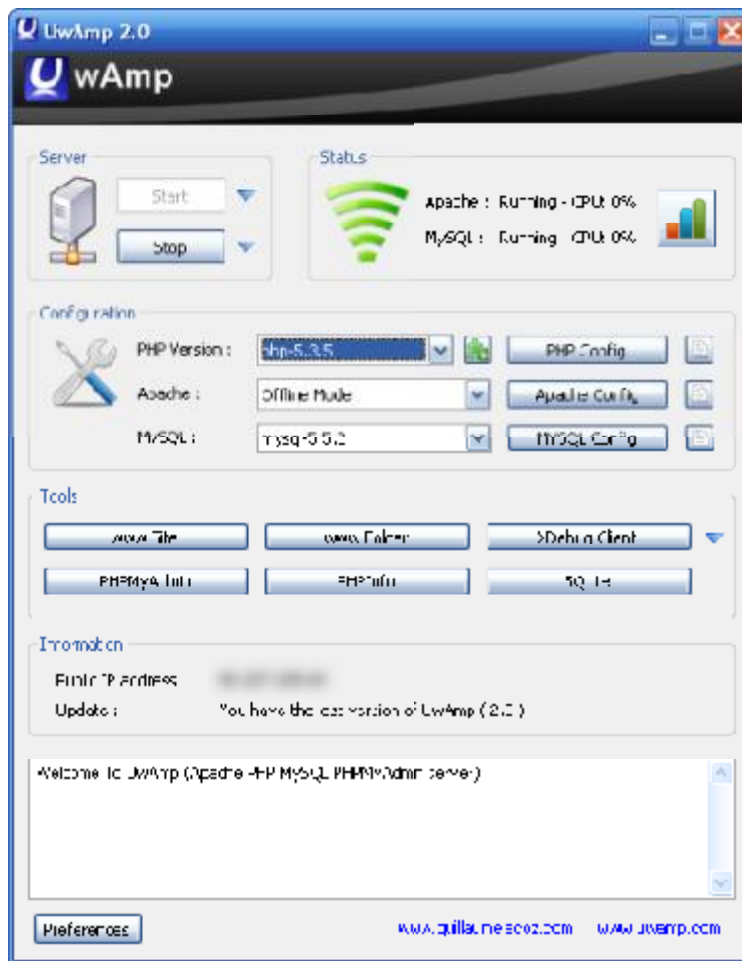 UwAmp 2.0
UwAmp
Server
Start
Stop
Status
Apache : Running - CPU: 0%
MySQL : Running - CPU: 0%
Configuration
PHP Version : php-5.3.5 PHP Config
Apache : Offline Mode Apache Config
MySQL : MYSQL Config
Tools
www Site www Folder XDebug Client
PHPMyAdmin PHPInfo SQLite
Information
Public IP address
Update : You have the last version of UwAmp ( 2.0 )
Welcome To UwAmp (Apache PHP MySQL PHPMyAdmin server)
Preferences www.uwamp.com